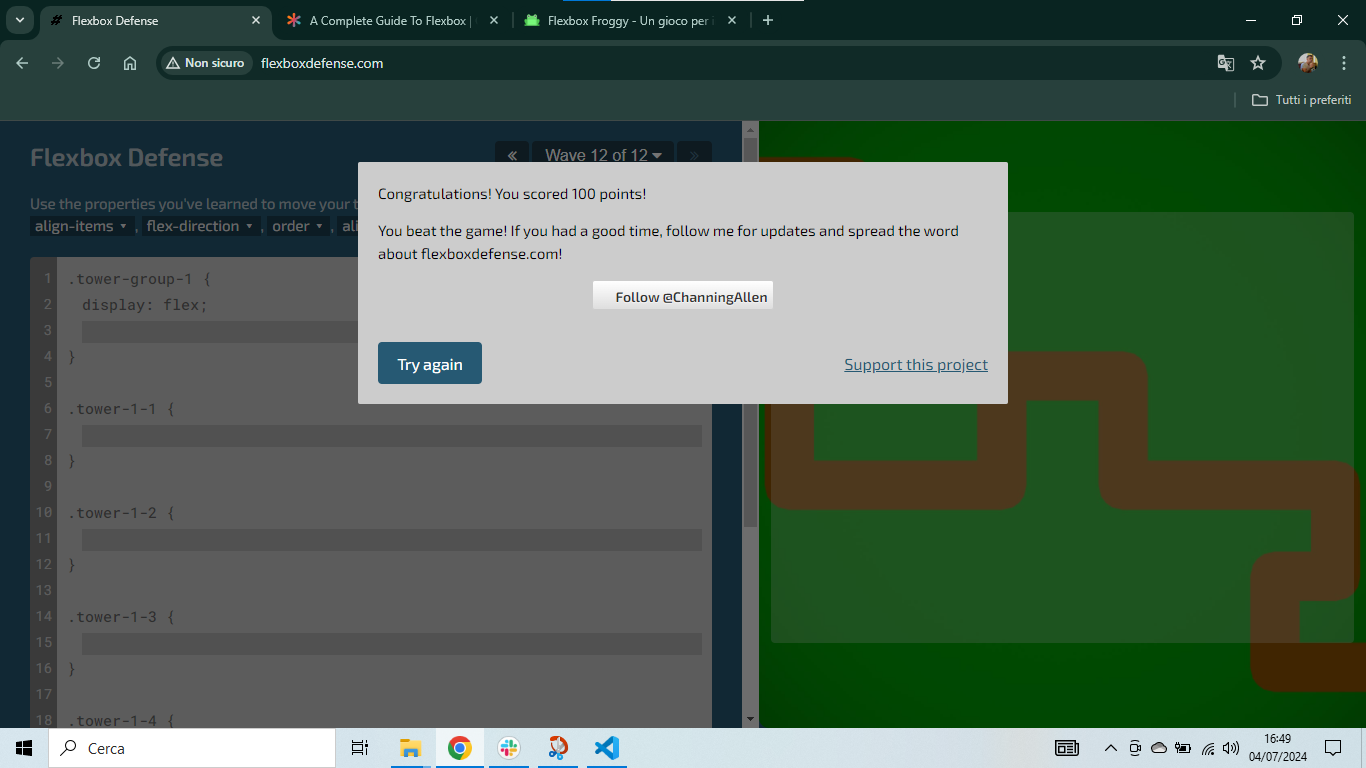 Flexbox Defense
A Complete Guide To Flexbox |
Flexbox Froggy - Un gioco per i
Non sicuro
flexboxdefense.com
Tutti i preferiti
Flexbox Defense
«
Wave 12 of 12
»
Use the properties you've learned to move your t
align-items , flex-direction , order , ali
Congratulations! You scored 100 points!
You beat the game! If you had a good time, follow me for updates and spread the word
about flexboxdefense.com!
Follow @ChanningAllen
Try again
Support this project
1 .tower-group-1 {
2 display: flex;
3
4 }
5
6 .tower-1-1 {
7
8 }
9
10 .tower-1-2 {
11
12 }
13
14 .tower-1-3 {
15
16 }
17
18 .tower-1-4 {
Cerca
16:49
04/07/2024